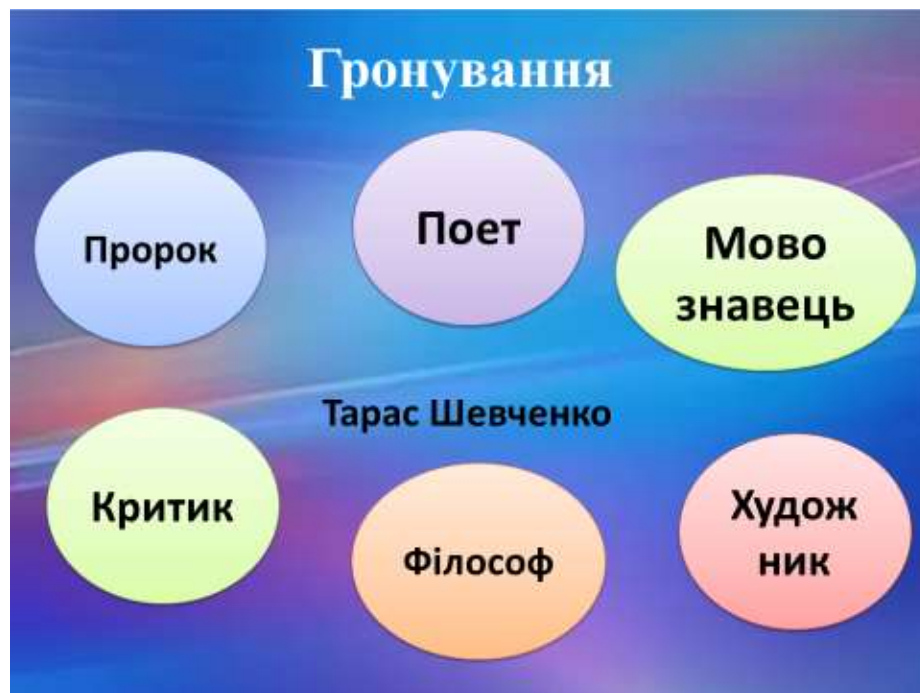 Гронування
Пророк
Поет
Мово
знавець
Тарас Шевченко
Критик
Філософ
Худож
ник